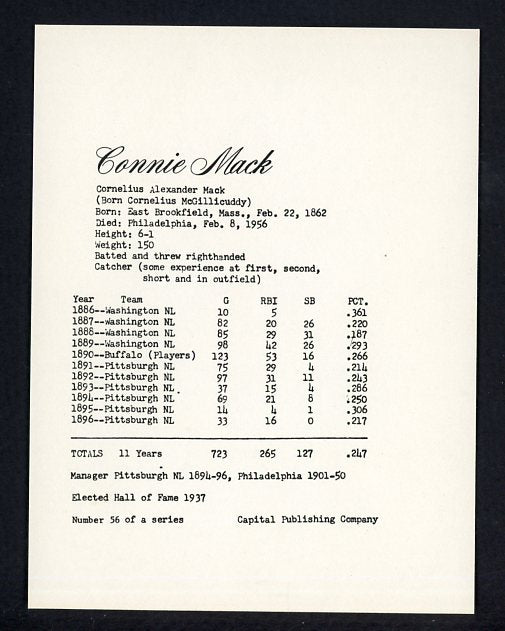 Connie Mack
Cornelius Alexander Mack
(Born Cornelius McGillicuddy)
Born: East Brookfield, Mass., Feb. 22, 1862
Died: Philadelphia, Feb. 8, 1956
Height: 6-1
Weight: 150
Batted and threw righthanded
Catcher (some experience at first, second,
short and in outfield)
Year Team G RBI SB PCT.
1886--Washington NL 10 5 .361
1887--Washington NL 82 20 26 .220
1888--Washington NL 85 29 31 .187
1889--Washington NL 98 42 26 .293
1890--Buffalo (Players) 123 53 16 .266
1891--Pittsburgh NL 75 29 4 .214
1892--Pittsburgh NL 97 31 11 .243
1893--Pittsburgh NL 37 15 4 .286
1894--Pittsburgh NL 69 21 8 .250
1895--Pittsburgh NL 14 4 1 .306
1896--Pittsburgh NL 33 16 0 .217
TOTALS 11 Years 723 265 127 .247
Manager Pittsburgh NL 1894-96, Philadelphia 1901-50
Elected Hall of Fame 1937
Number 56 of a series Capital Publishing Company